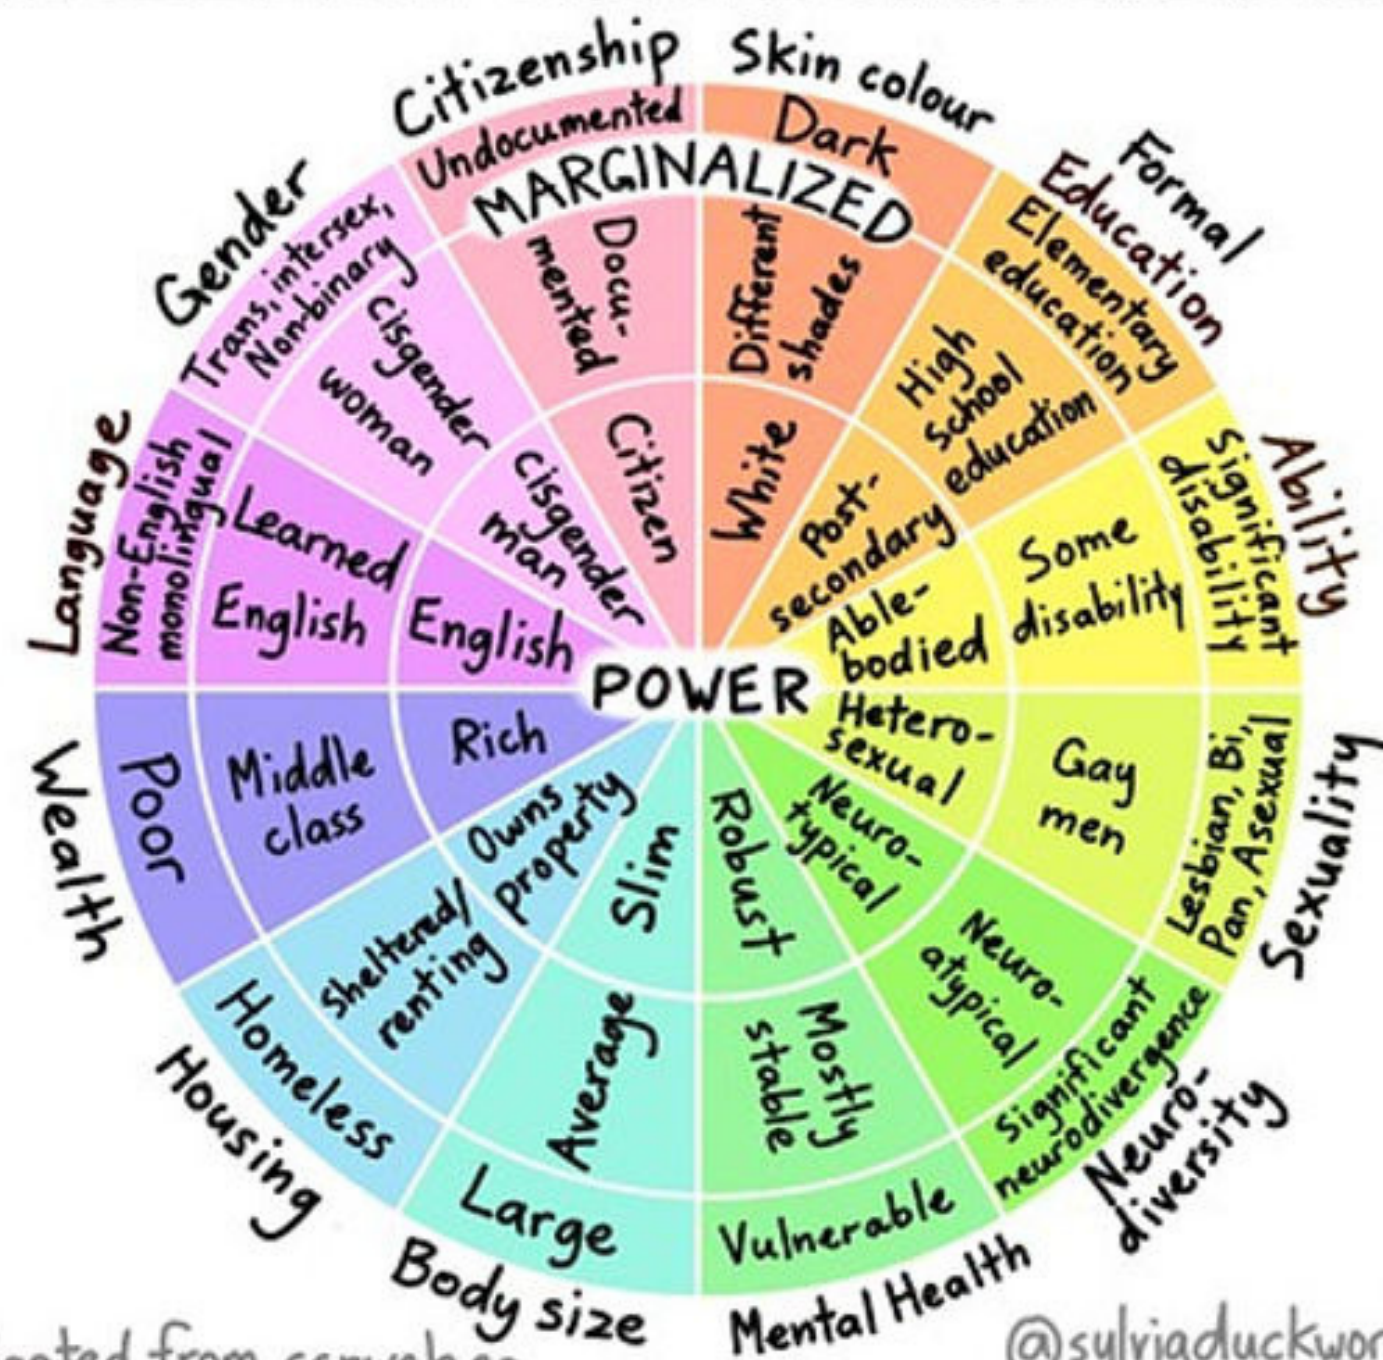 Citizenship
Undocumented
Docu-
mented
Citizen
Skin colour
Dark
Different
shades
White
Formal
Education
Elementary
education
High
School
education
Post-
secondary
Ability
Significant
disability
Some
disability
Able-
bodied
Sexuality
Lesbian, Bi,
Pan, Asexual
Gay
men
Hetero-
sexual
Neuro-
diversity
Significant
neurodivergence
Neuro-
atypical
Neuro-
typical
Mental Health
Vulnerable
Mostly
stable
Robust
Body size
Large
Average
Slim
Housing
Homeless
Sheltered/
renting
Owns
property
Wealth
Poor
Middle
class
Rich
Language
Non-English
monolingual
Learned
English
English
Gender
Trans, intersex,
Non-binary
cisgender
woman
cisgender
man
MARGINALIZED
POWER
from
@sylviaduckwor